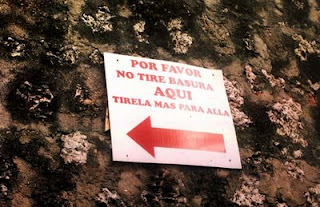 POR FAVOR
NO TIRE BASURA
AQUI
TIRELA MAS PARA ALLA